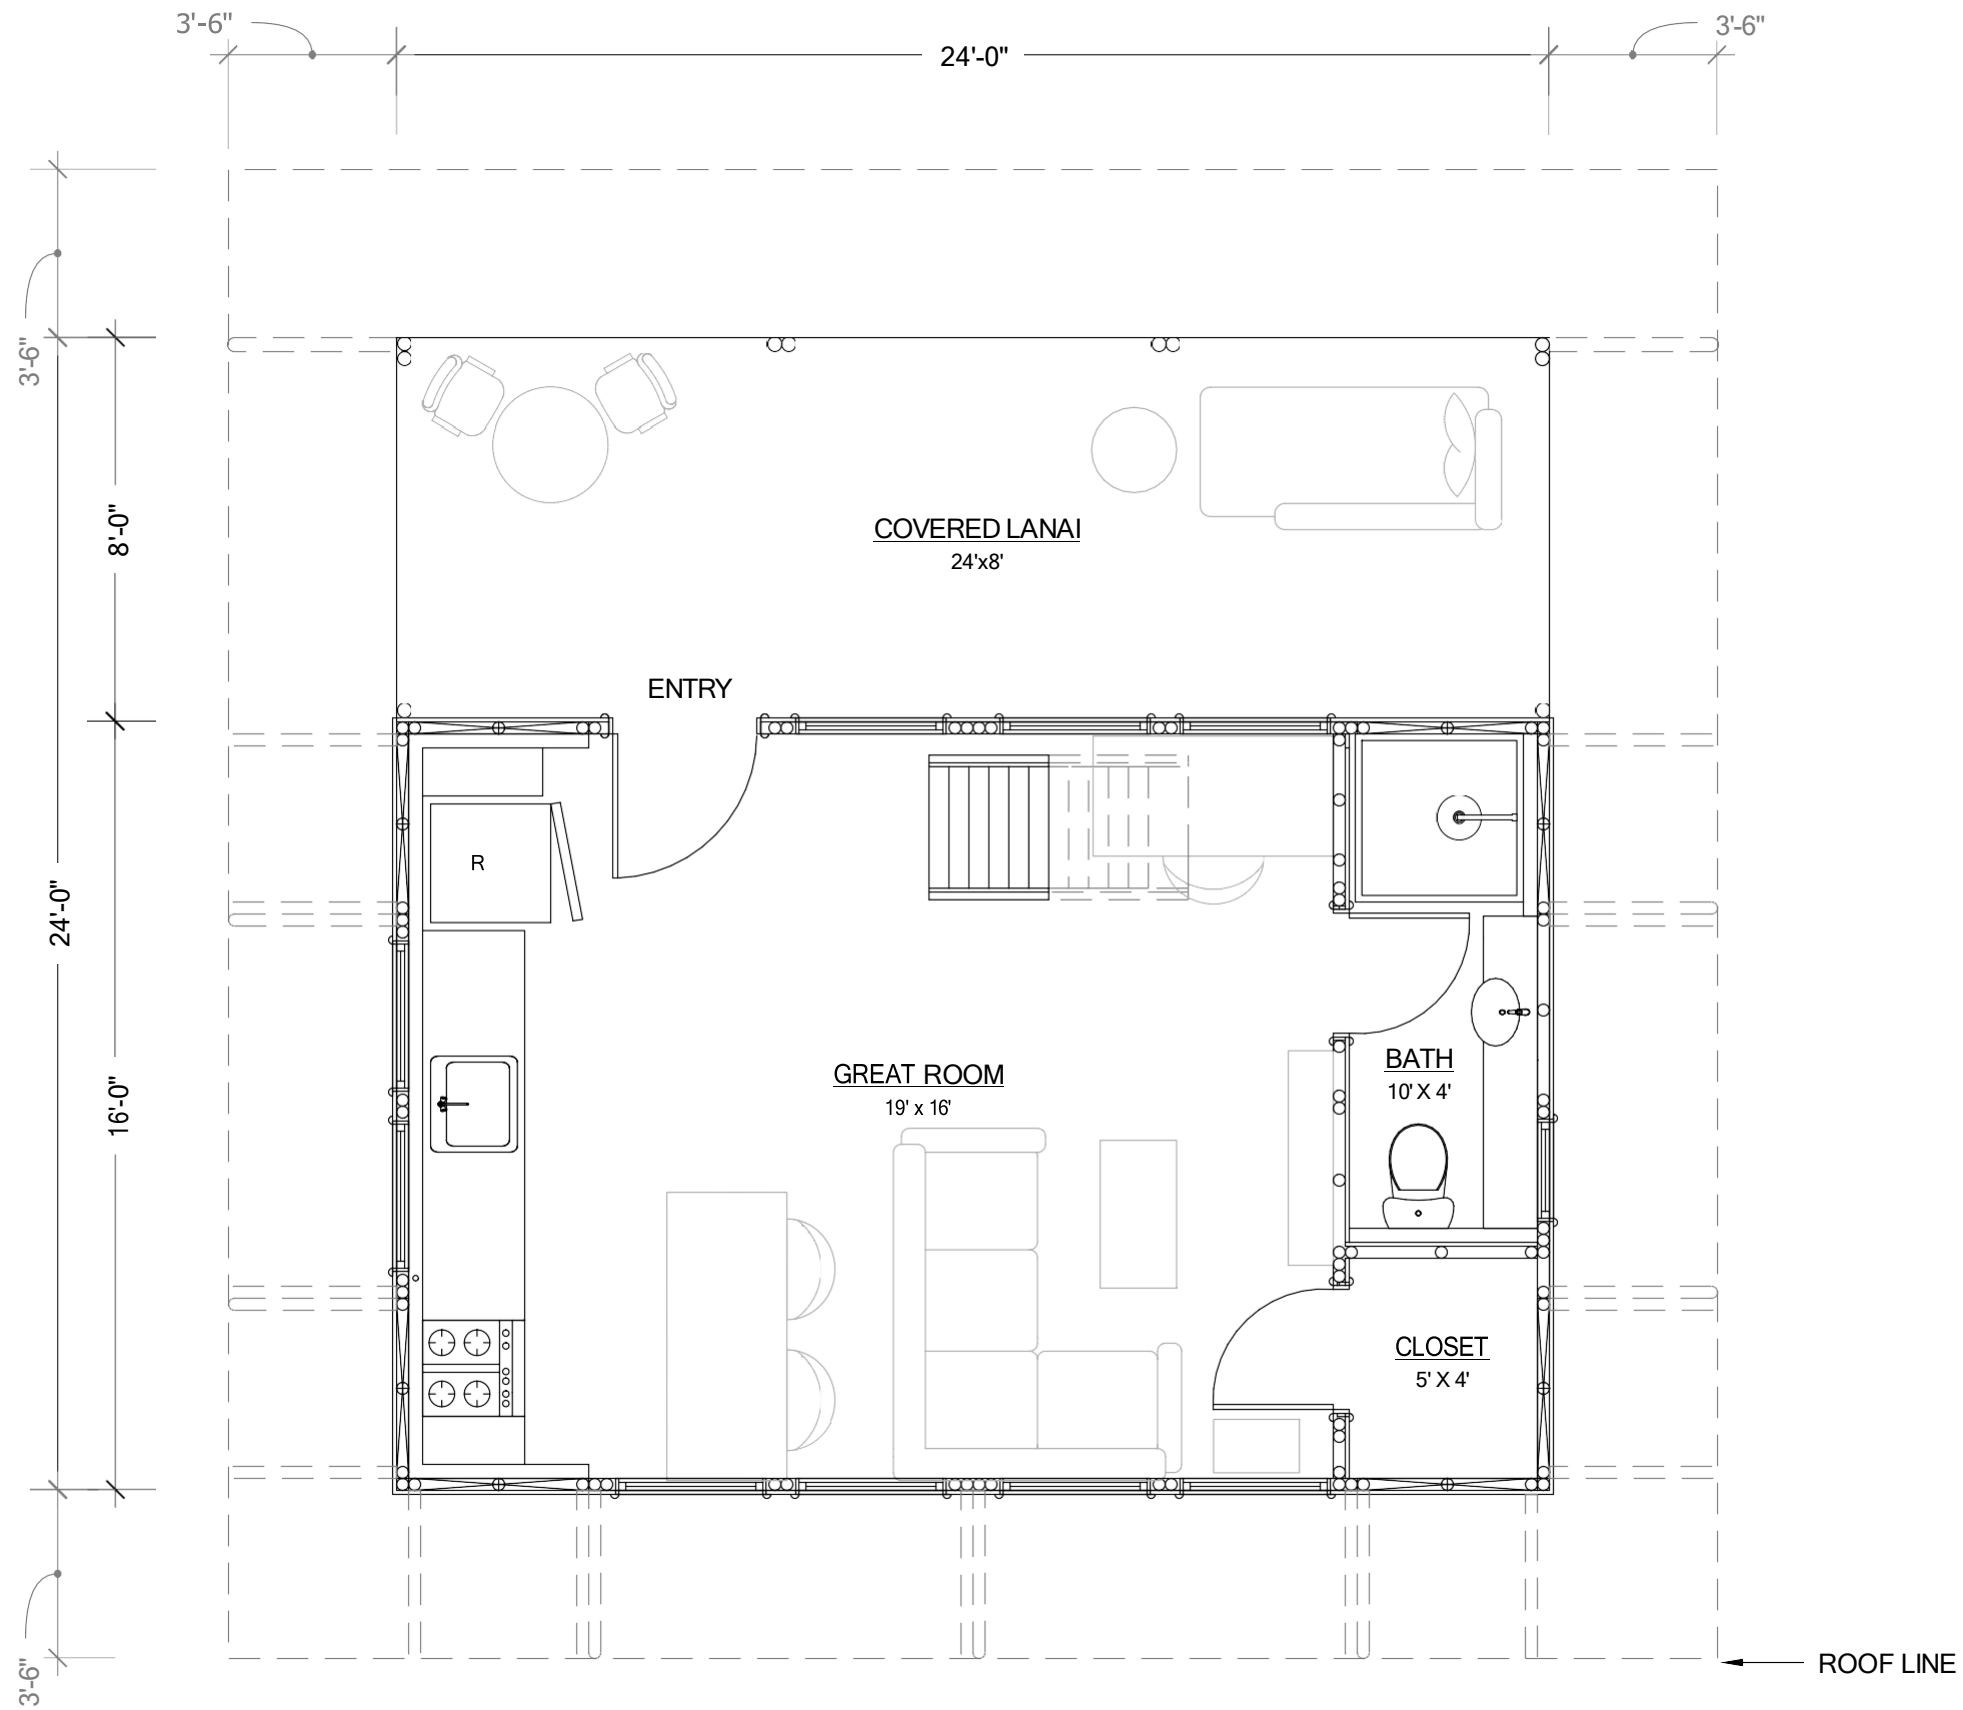 3'-6"
24'-0"
3'-6"
3'-6"
8'-0"
COVERED LANAI
24'x8'
ENTRY
R
24'-0"
16'-0"
GREAT ROOM
19' x 16'
BATH
10' X 4'
CLOSET
5' X 4'
3'-6"
ROOF LINE